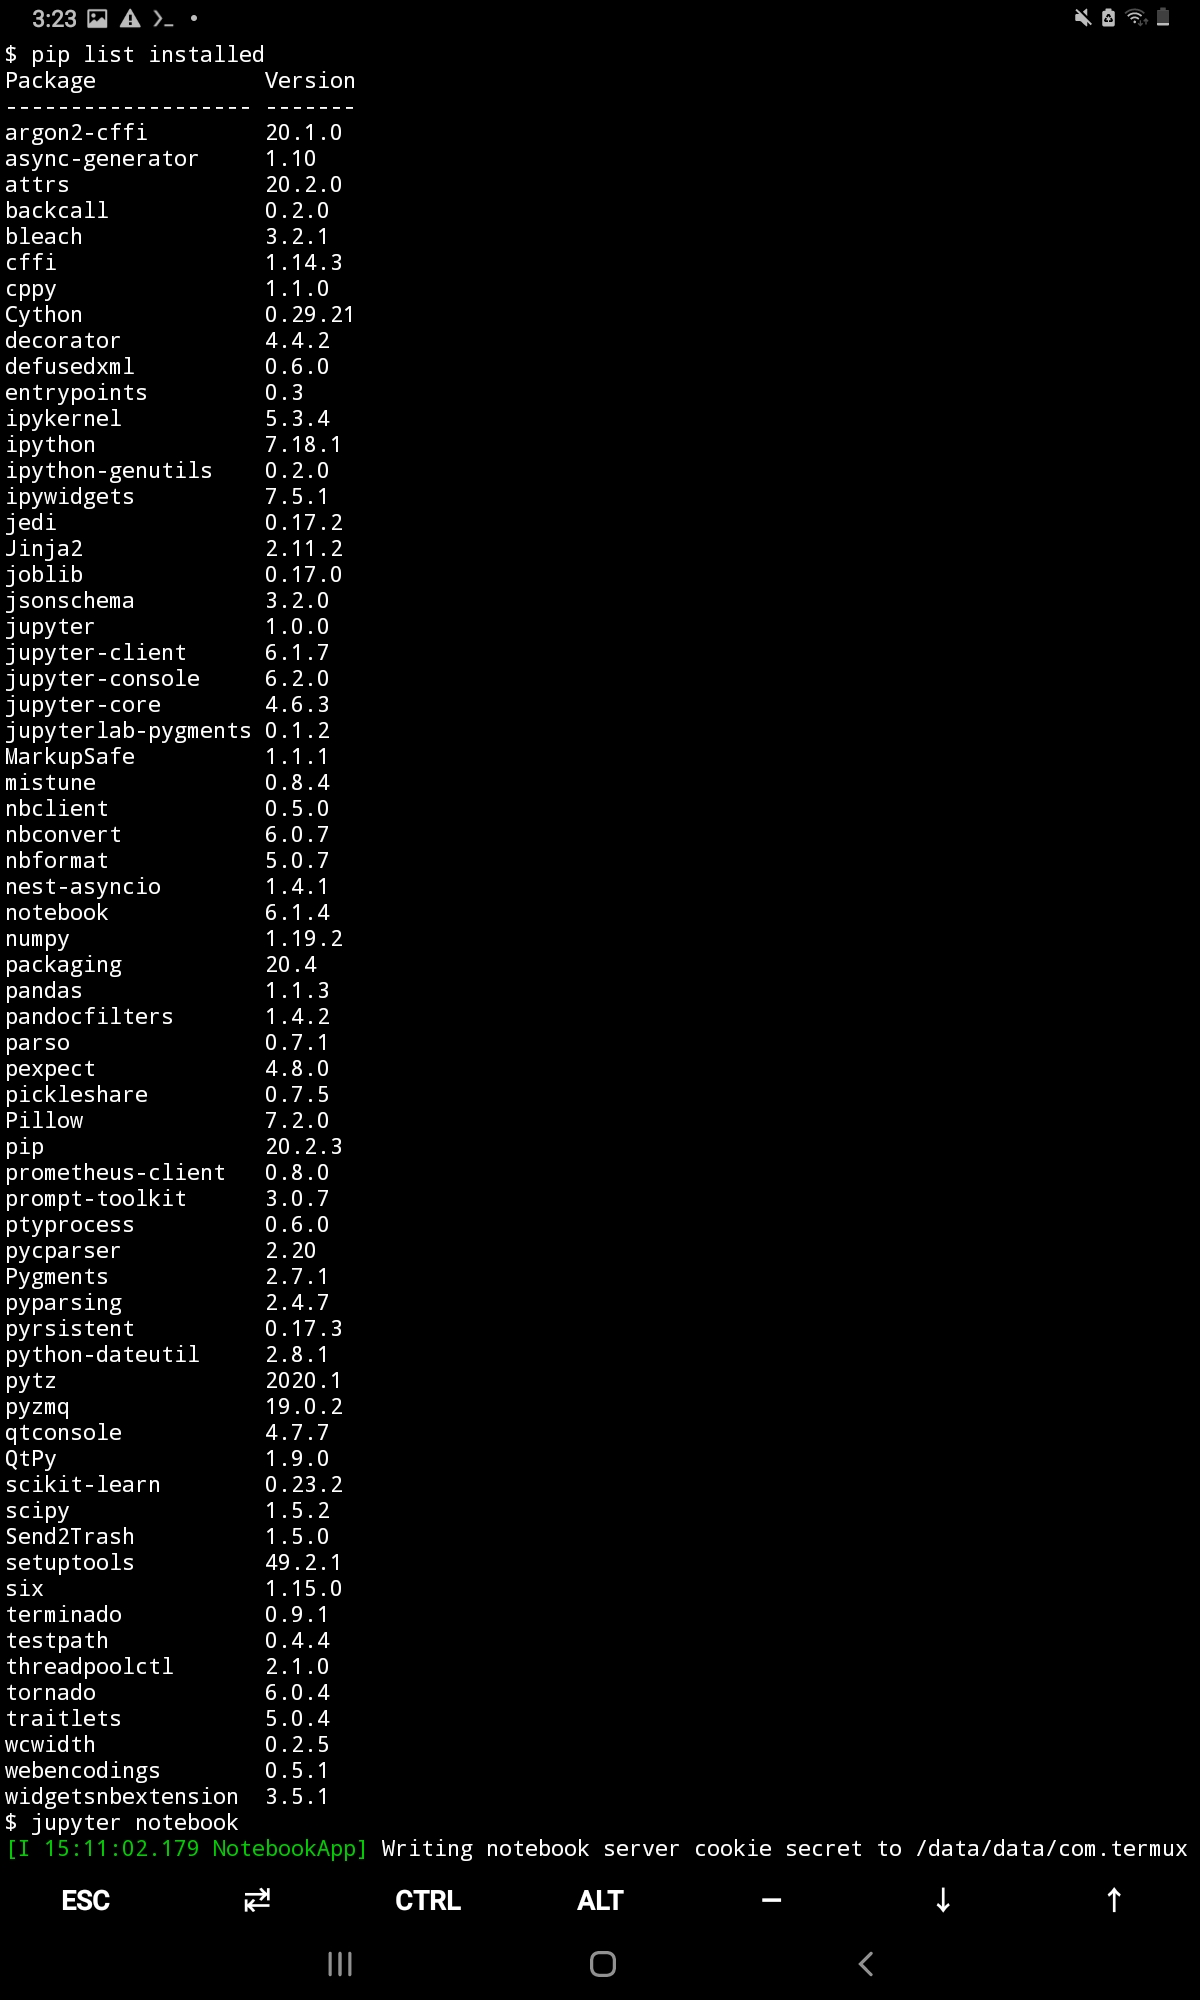 3:23
$ pip list installed
Package             Version
------------------- -------
argon2-cffi         20.1.0
async-generator     1.10
attrs               20.2.0
backcall            0.2.0
bleach              3.2.1
cffi                1.14.3
cppy                1.1.0
Cython              0.29.21
decorator           4.4.2
defusedxml          0.6.0
entrypoints         0.3
ipykernel           5.3.4
ipython             7.18.1
ipython-genutils    0.2.0
ipywidgets          7.5.1
jedi                0.17.2
Jinja2              2.11.2
joblib              0.17.0
jsonschema          3.2.0
jupyter             1.0.0
jupyter-client      6.1.7
jupyter-console     6.2.0
jupyter-core        4.6.3
jupyterlab-pygments 0.1.2
MarkupSafe          1.1.1
mistune             0.8.4
nbclient            0.5.0
nbconvert           6.0.7
nbformat            5.0.7
nest-asyncio        1.4.1
notebook            6.1.4
numpy               1.19.2
packaging           20.4
pandas              1.1.3
pandocfilters       1.4.2
parso               0.7.1
pexpect             4.8.0
pickleshare         0.7.5
Pillow              7.2.0
pip                 20.2.3
prometheus-client   0.8.0
prompt-toolkit      3.0.7
ptyprocess          0.6.0
pycparser           2.20
Pygments            2.7.1
pyparsing           2.4.7
pyrsistent          0.17.3
python-dateutil     2.8.1
pytz                2020.1
pyzmq               19.0.2
qtconsole           4.7.7
QtPy                1.9.0
scikit-learn        0.23.2
scipy               1.5.2
Send2Trash          1.5.0
setuptools          49.2.1
six                 1.15.0
terminado           0.9.1
testpath            0.4.4
threadpoolctl       2.1.0
tornado             6.0.4
traitlets           5.0.4
wcwidth             0.2.5
webencodings        0.5.1
widgetsnbextension  3.5.1
$ jupyter notebook
[I 15:11:02.179 NotebookApp] Writing notebook server cookie secret to /data/data/com.termux
ESC ⇄ CTRL ALT — ↓ ↑